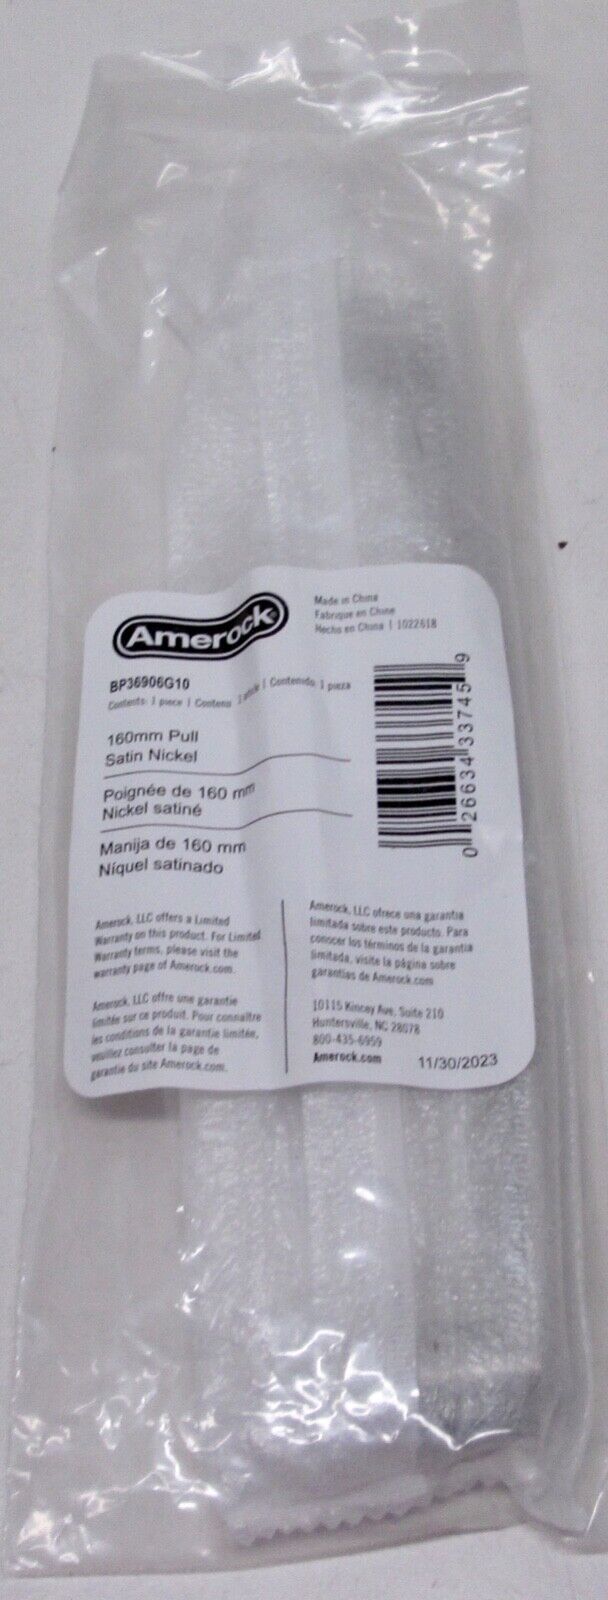 Amerock
Made in China
Fabriqué en Chine
Hecho en China | 1022618
BP36906G10
Contents: 1 piece | Contenu 1 article | Contenido: 1 pieza
160mm Pull
Satin Nickel
Poignée de 160 mm
Nickel satiné
Manija de 160 mm
Níquel satinado
0 26634 33745 9
Amerock, LLC offers a Limited
Warranty on this product. For Limited
Warranty terms, please visit the
warranty page of Amerock.com.
Amerock, LLC offre une garantie
limitée sur ce produit. Pour connaître
les conditions de la garantie limitée,
veuillez consulter la page de
garantie du site Amerock.com.
Amerock, LLC ofrece una garantía
limitada sobre este producto. Para
conocer los términos de la garantía
limitada, visite la página sobre
garantías de Amerock.com
10115 Kincey Ave. Suite 210
Huntersville, NC 28078
800-435-6959
Amerock.com
11/30/2023